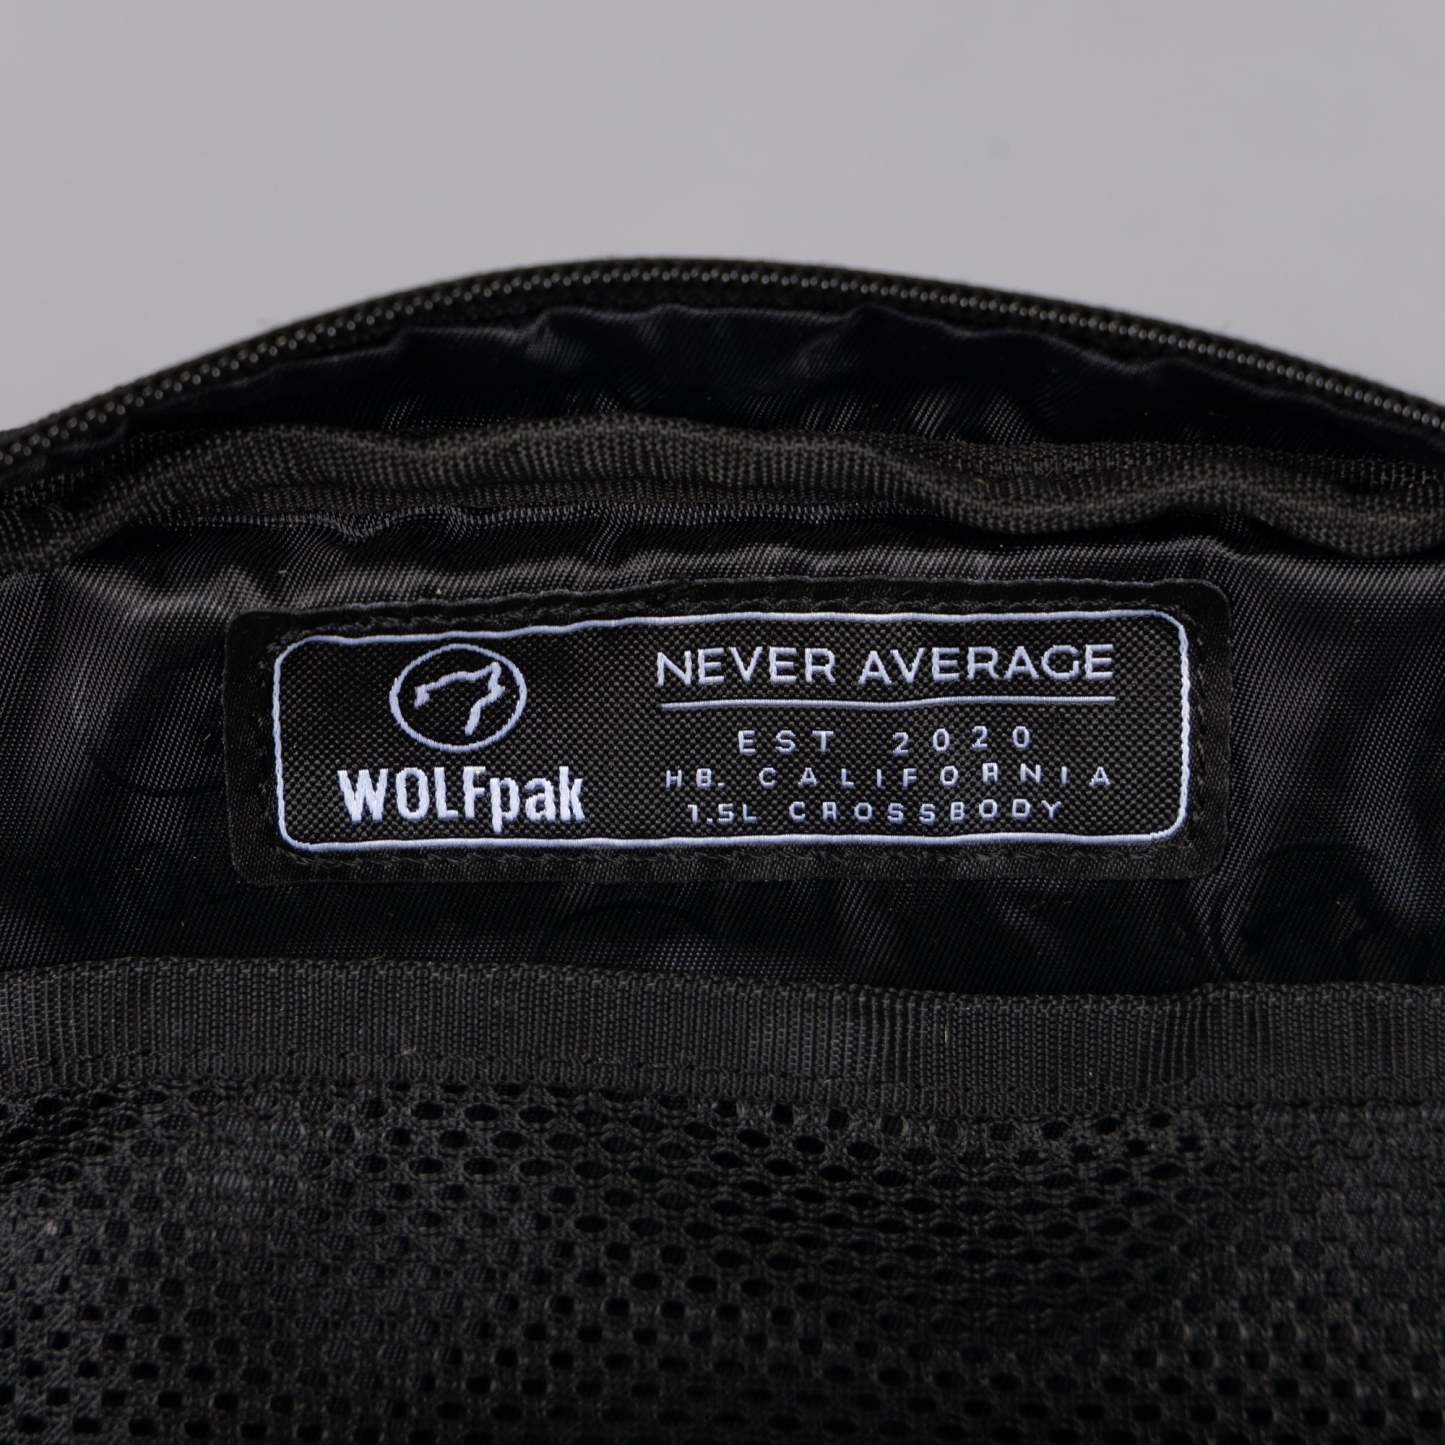 WOLFpak
NEVER AVERAGE
EST 2020
HB. CALIFORNIA
1.5L CROSSBODY